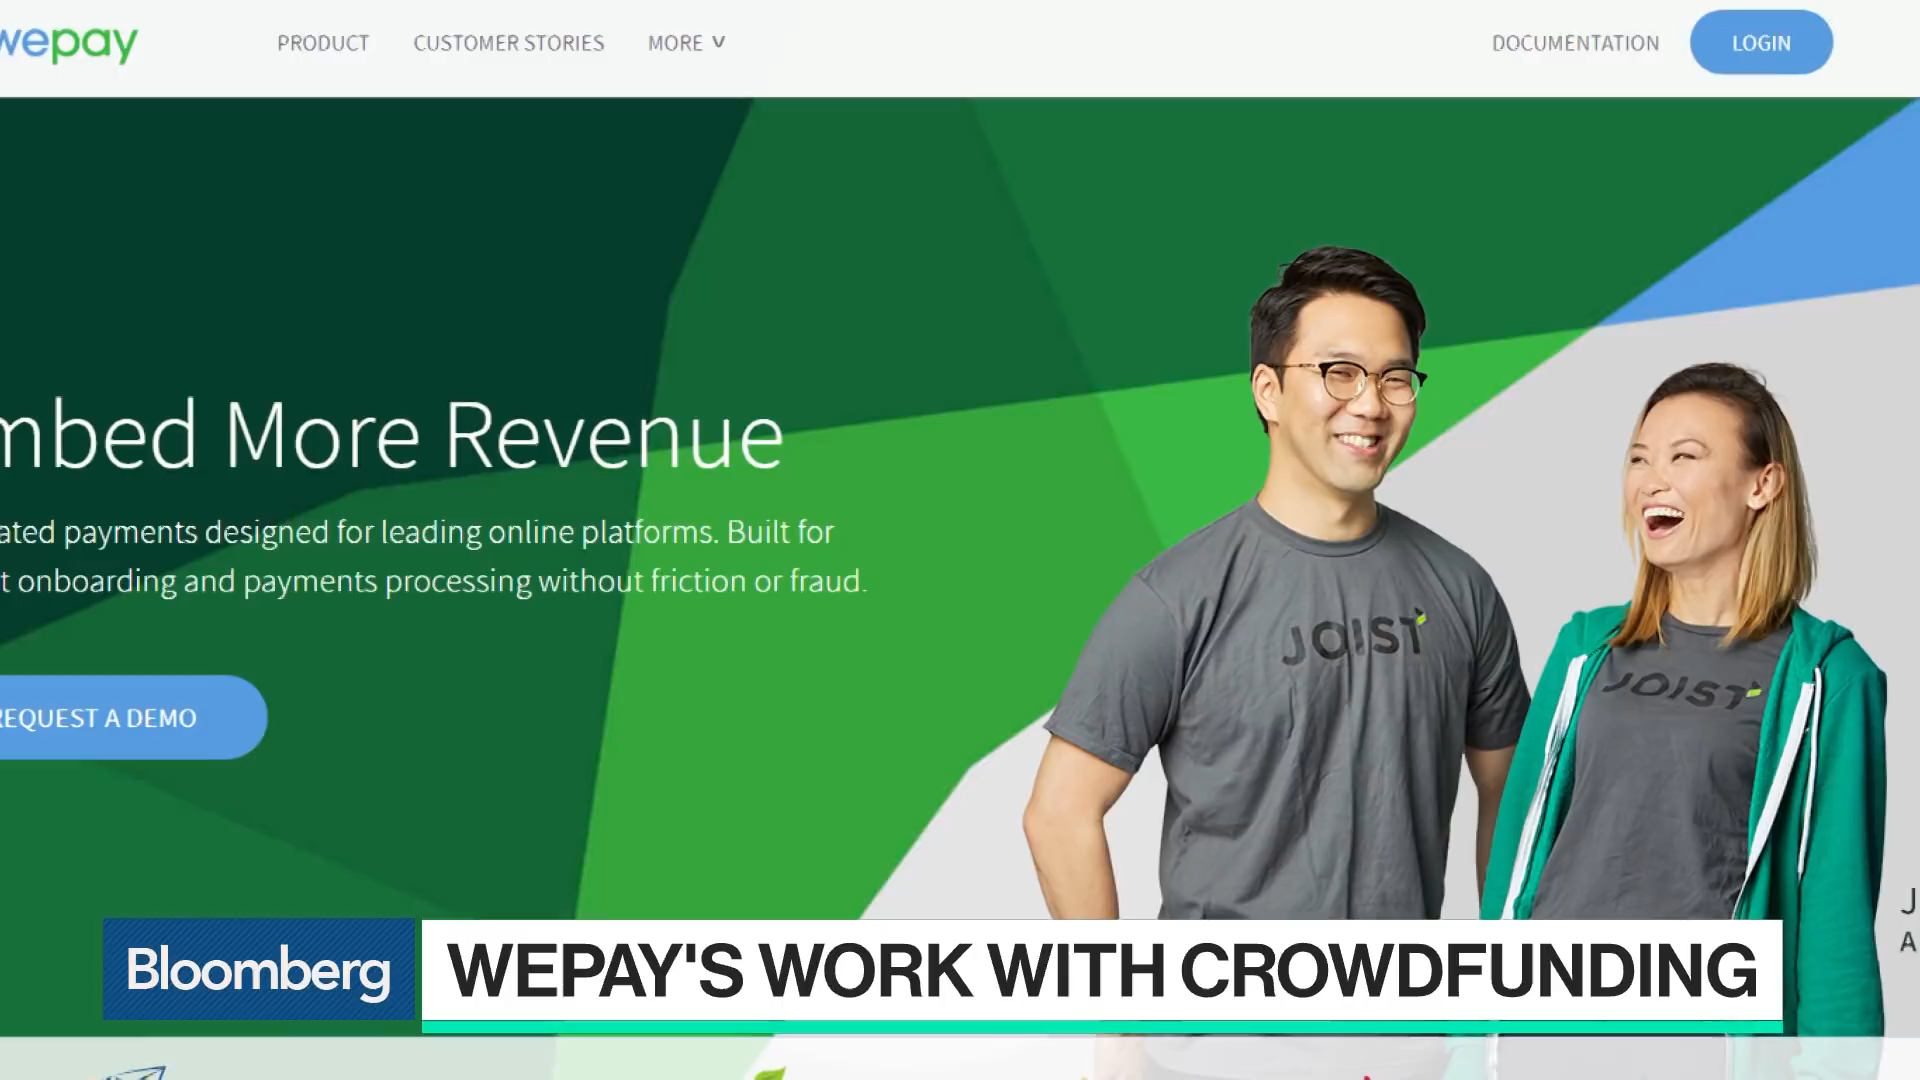 wepay
PRODUCT
CUSTOMER STORIES
MORE
DOCUMENTATION
LOGIN
mbed More Revenue
ated payments designed for leading online platforms. Built for
t onboarding and payments processing without friction or fraud.
REQUEST A DEMO
JOIST
JOIST
J
A
Bloomberg
WEPAY'S WORK WITH CROWDFUNDING